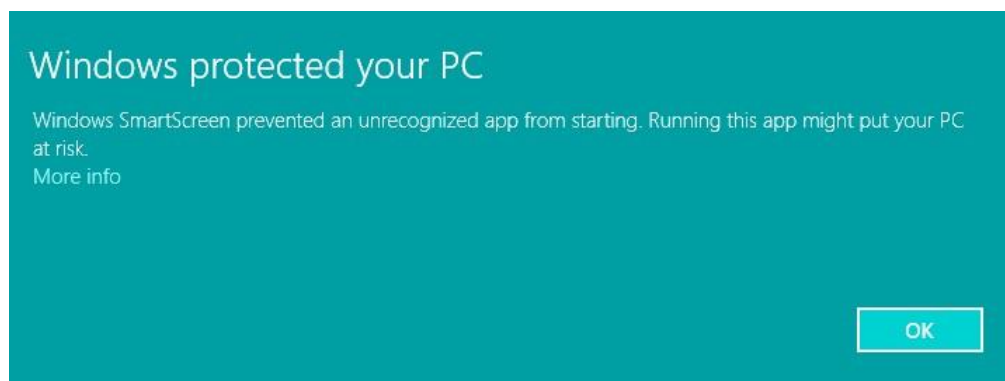 Windows protected your PC
Windows SmartScreen prevented an unrecognized app from starting. Running this app might put your PC
at risk.
More info
OK